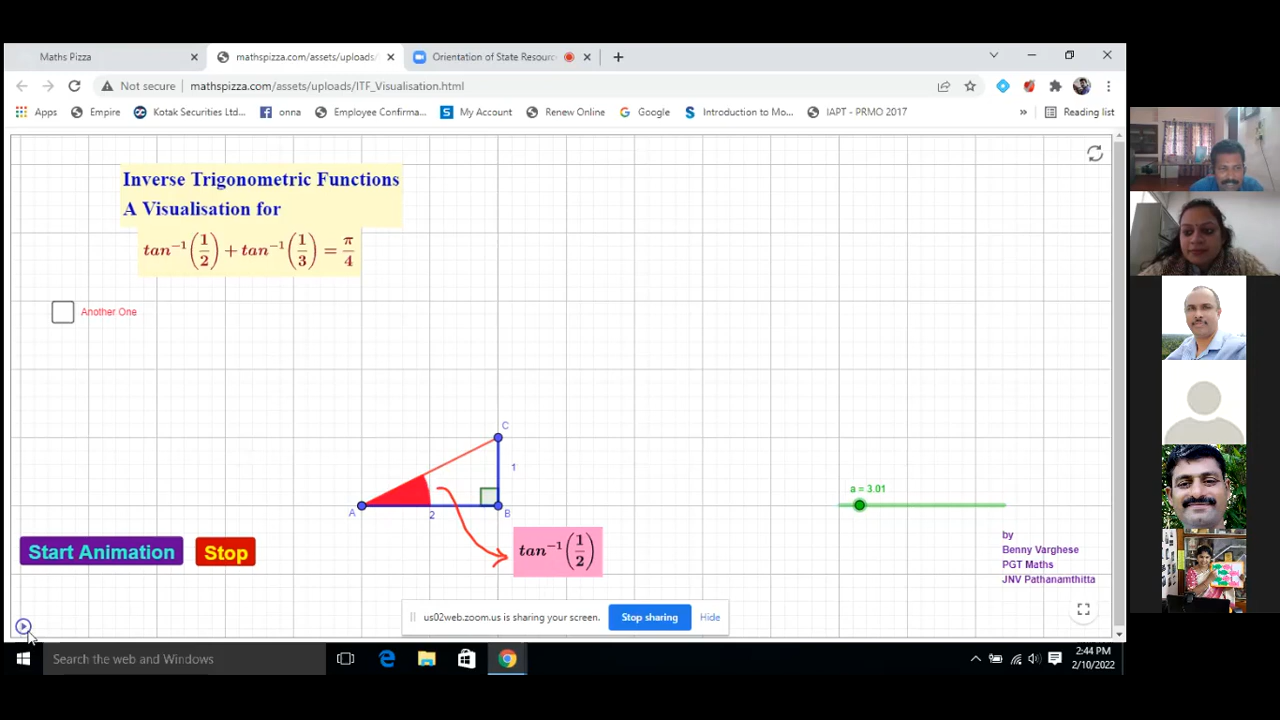 Maths Pizza
mathspizza.com/assets/uploads/
Orientation of State Resourc
Not secure
mathspizza.com/assets/uploads/ITF_Visualisation.html
Apps
Empire
Kotak Securities Ltd...
onna
Employee Confirma...
My Account
Renew Online
Google
Introduction to Mo...
IAPT - PRMO 2017
»
Reading list
Inverse Trigonometric Functions
A Visualisation for
tan⁻¹(1/2) + tan⁻¹(1/3) = π/4
Another One
C
1
A
2
B
tan⁻¹(1/2)
a = 3.01
Start Animation
Stop
by
Benny Varghese
PGT Maths
JNV Pathanamthitta
us02web.zoom.us is sharing your screen.
Stop sharing
Hide
Search the web and Windows
2:44 PM
2/10/2022